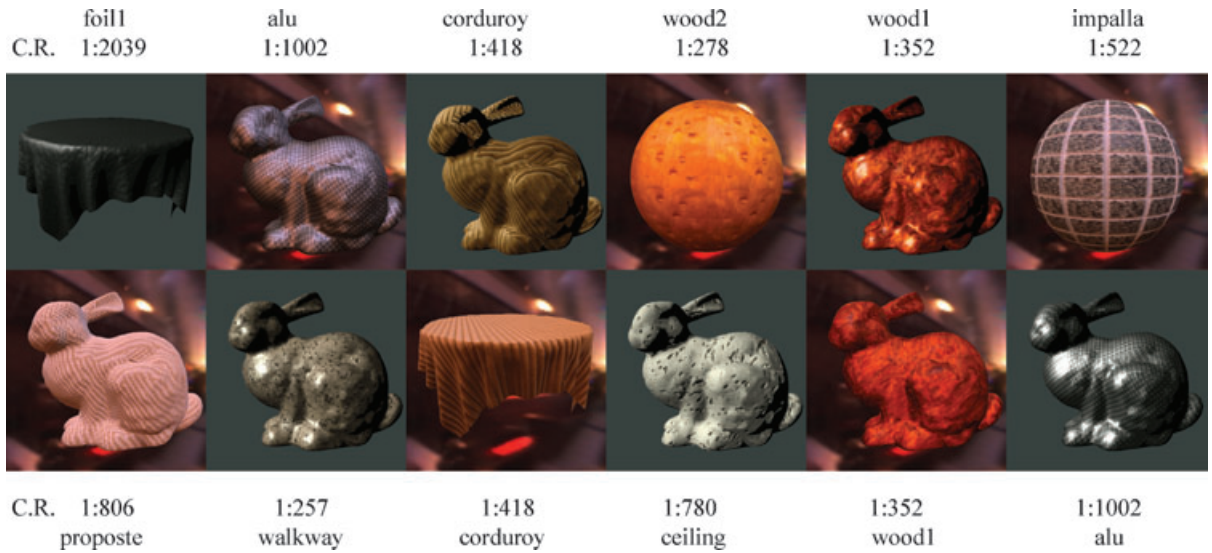 foil1 alu corduroy wood2 wood1 impalla
C.R. 1:2039 1:1002 1:418 1:278 1:352 1:522
C.R. 1:806 1:257 1:418 1:780 1:352 1:1002
proposte walkway corduroy ceiling wood1 alu